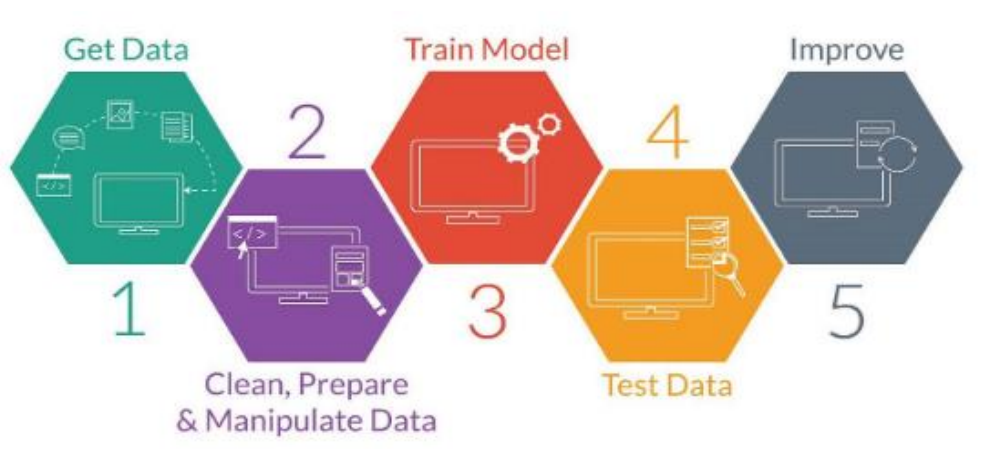 Get Data
1
2
Clean, Prepare
& Manipulate Data
Train Model
3
4
Test Data
Improve
5